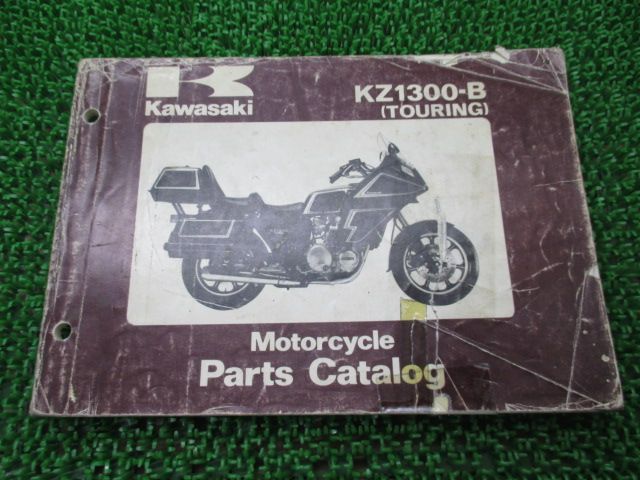 Kawasaki
KZ1300-B
(TOURING)
Motorcycle
Parts Catalog